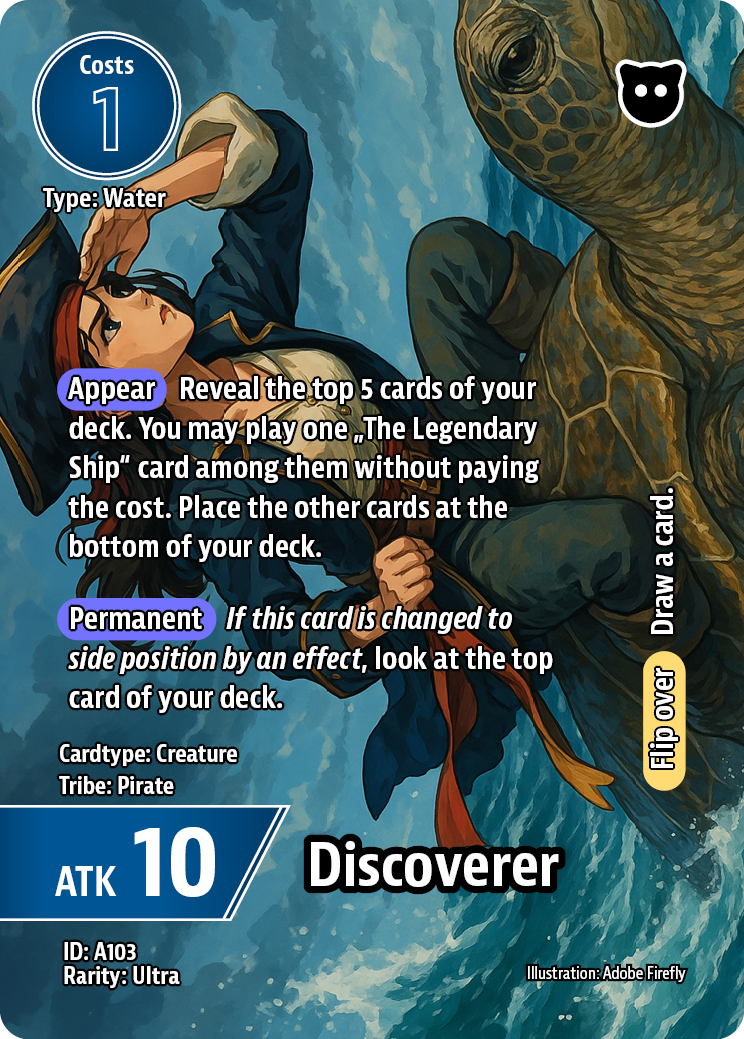 Costs
1
Type: Water
Appear Reveal the top 5 cards of your
deck. You may play one „The Legendary
Ship“ card among them without paying
the cost. Place the other cards at the
bottom of your deck.
Permanent If this card is changed to
side position by an effect, look at the top
card of your deck.
Flip over Draw a card.
Cardtype: Creature
Tribe: Pirate
ATK 10
Discoverer
ID: A103
Rarity: Ultra
Illustration: Adobe Firefly